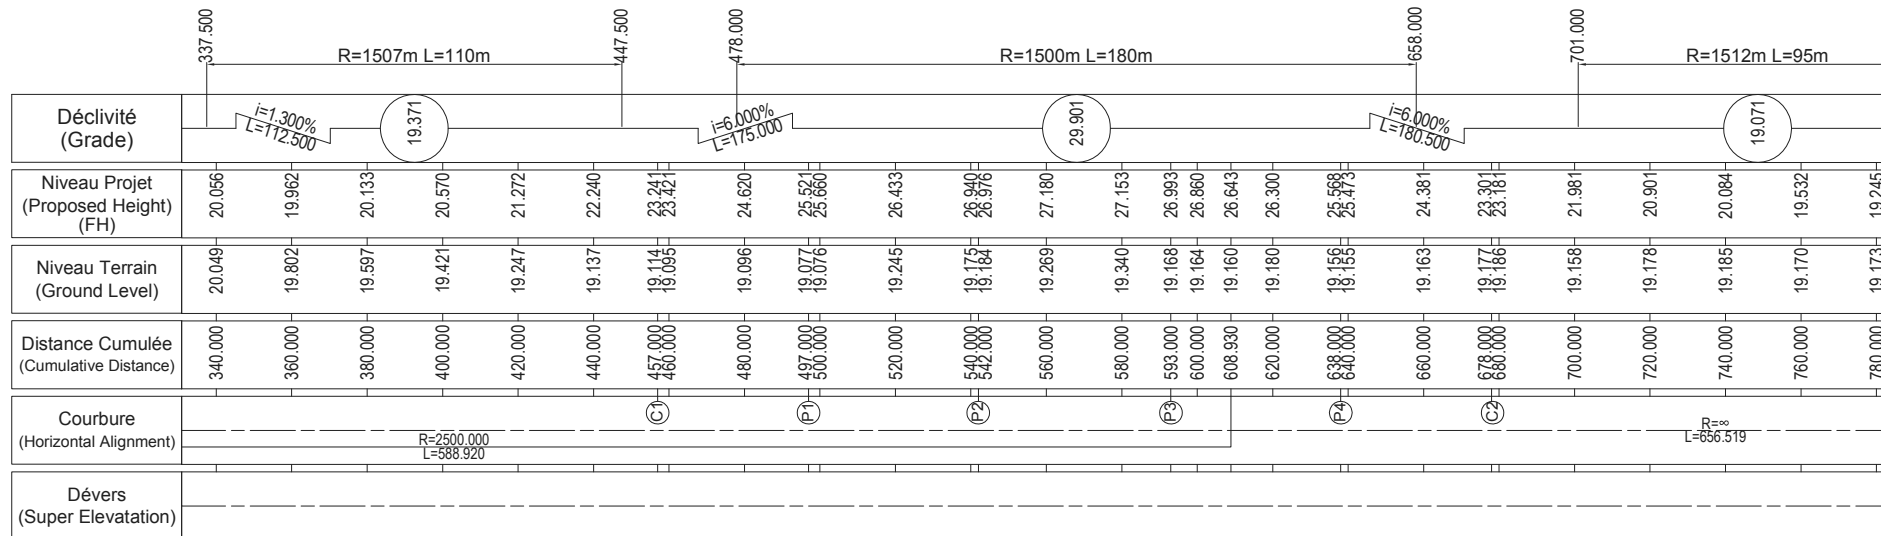 337.500 447.500 478.000 658.000 701.000
R=1507m L=110m R=1500m L=180m R=1512m L=95m
Déclivité
(Grade)
i=1.300%
L=112.500
19.371
i=6.000%
L=175.000
29.901
i=6.000%
L=180.500
19.071
Niveau Projet
(Proposed Height)
(FH)
20.056 19.962 20.133 20.570 21.272 22.240 23.241 23.421 24.620 25.521 25.660 26.433 26.940 26.976 27.180 27.153 26.993 26.860 26.643 26.300 25.568 25.473 24.381 23.301 23.181 21.981 20.901 20.084 19.532 19.245
Niveau Terrain
(Ground Level)
20.049 19.802 19.597 19.421 19.247 19.137 19.114 19.095 19.096 19.077 19.076 19.245 19.175 19.184 19.269 19.340 19.168 19.164 19.160 19.180 19.156 19.155 19.163 19.177 19.186 19.158 19.178 19.185 19.170 19.173
Distance Cumulée
(Cumulative Distance)
340.000 360.000 380.000 400.000 420.000 440.000 457.000 460.000 480.000 497.000 500.000 520.000 540.000 542.000 560.000 580.000 593.000 600.000 608.930 620.000 638.000 640.000 660.000 678.000 680.000 700.000 720.000 740.000 760.000 780.000
Courbure
(Horizontal Alignment)
C1 P1 P2 P3 P4 C2
R=2500.000
L=588.920
R=∞
L=656.519
Dévers
(Super Elevatation)